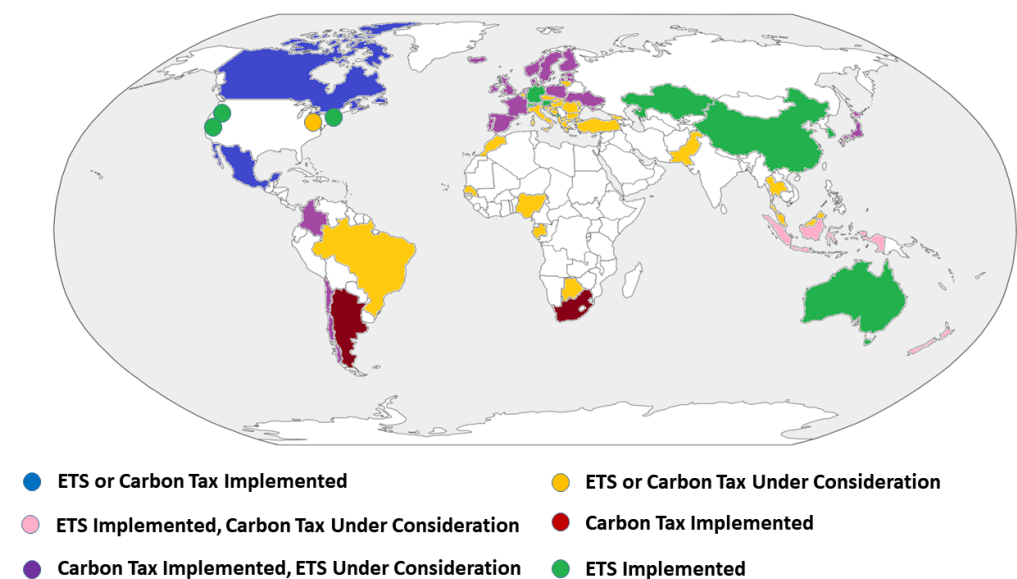 ETS or Carbon Tax Implemented
ETS or Carbon Tax Under Consideration
ETS Implemented, Carbon Tax Under Consideration
Carbon Tax Implemented
Carbon Tax Implemented, ETS Under Consideration
ETS Implemented